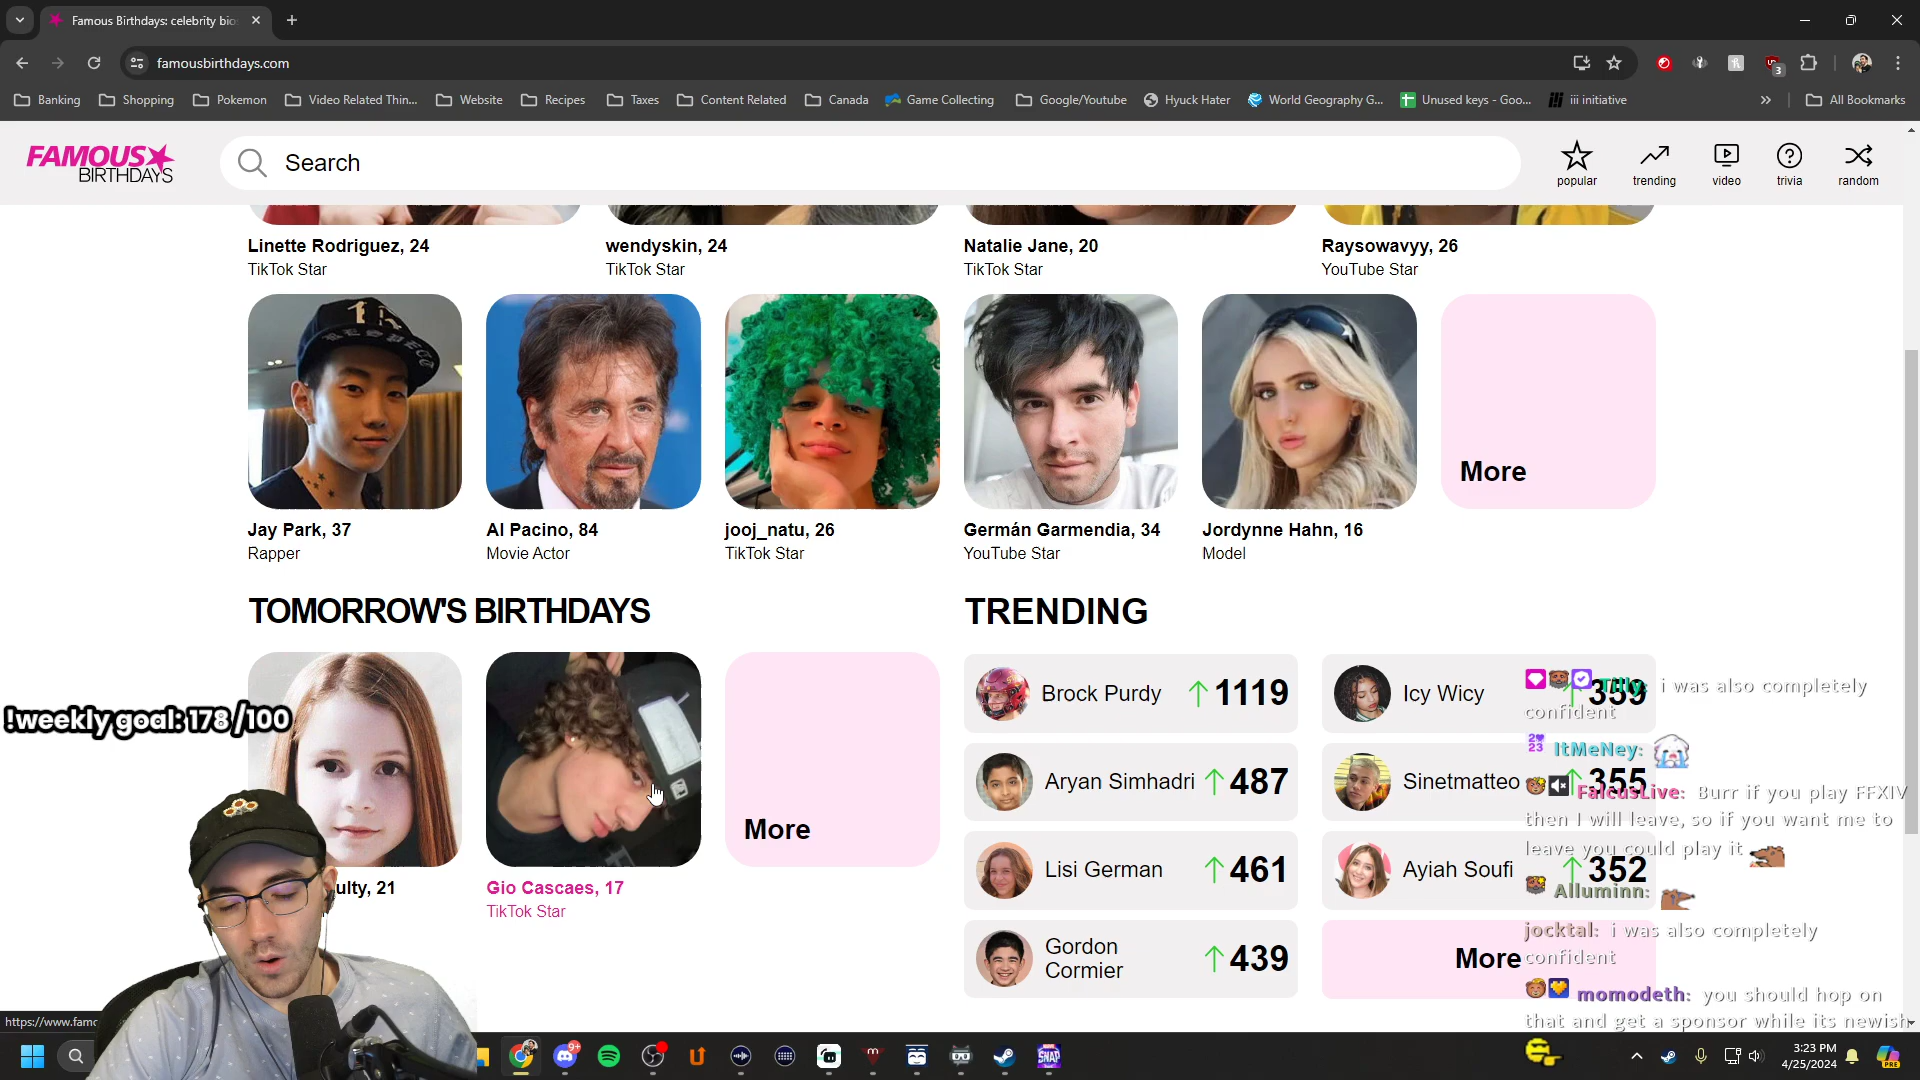 Famous Birthdays: celebrity bio
famousbirthdays.com
3
Banking
Shopping
Pokemon
Video Related Thin...
Website
Recipes
Taxes
Content Related
Canada
Game Collecting
Google/Youtube
Hyuck Hater
World Geography G...
Unused keys - Goo...
iii initiative
All Bookmarks
FAMOUS
BIRTHDAYS
Search
popular
trending
video
trivia
random
Linette Rodriguez, 24
TikTok Star
wendyskin, 24
TikTok Star
Natalie Jane, 20
TikTok Star
Raysowavyy, 26
YouTube Star
More
Jay Park, 37
Rapper
Al Pacino, 84
Movie Actor
jooj_natu, 26
TikTok Star
Germán Garmendia, 34
YouTube Star
Jordynne Hahn, 16
Model
TOMORROW'S BIRTHDAYS
!weekly goal: 178/100
ulty, 21
Gio Cascaes, 17
TikTok Star
More
TRENDING
Brock Purdy 1119
Icy Wicy 359
Aryan Simhadri 487
Sinetmatteo 355
Lisi German 461
Ayiah Soufi 352
Gordon
Cormier 439
More
Tilly: i was also completely
confident
ItMeNey:
FalcusLive: Burr if you play FFXIV
then I will leave, so if you want me to
leave you could play it
Alluminn:
jocktal: i was also completely
confident
momodeth: you should hop on
that and get a sponsor while its newish
https://www.famo
9+
SNAP
3:23 PM
4/25/2024
PRE